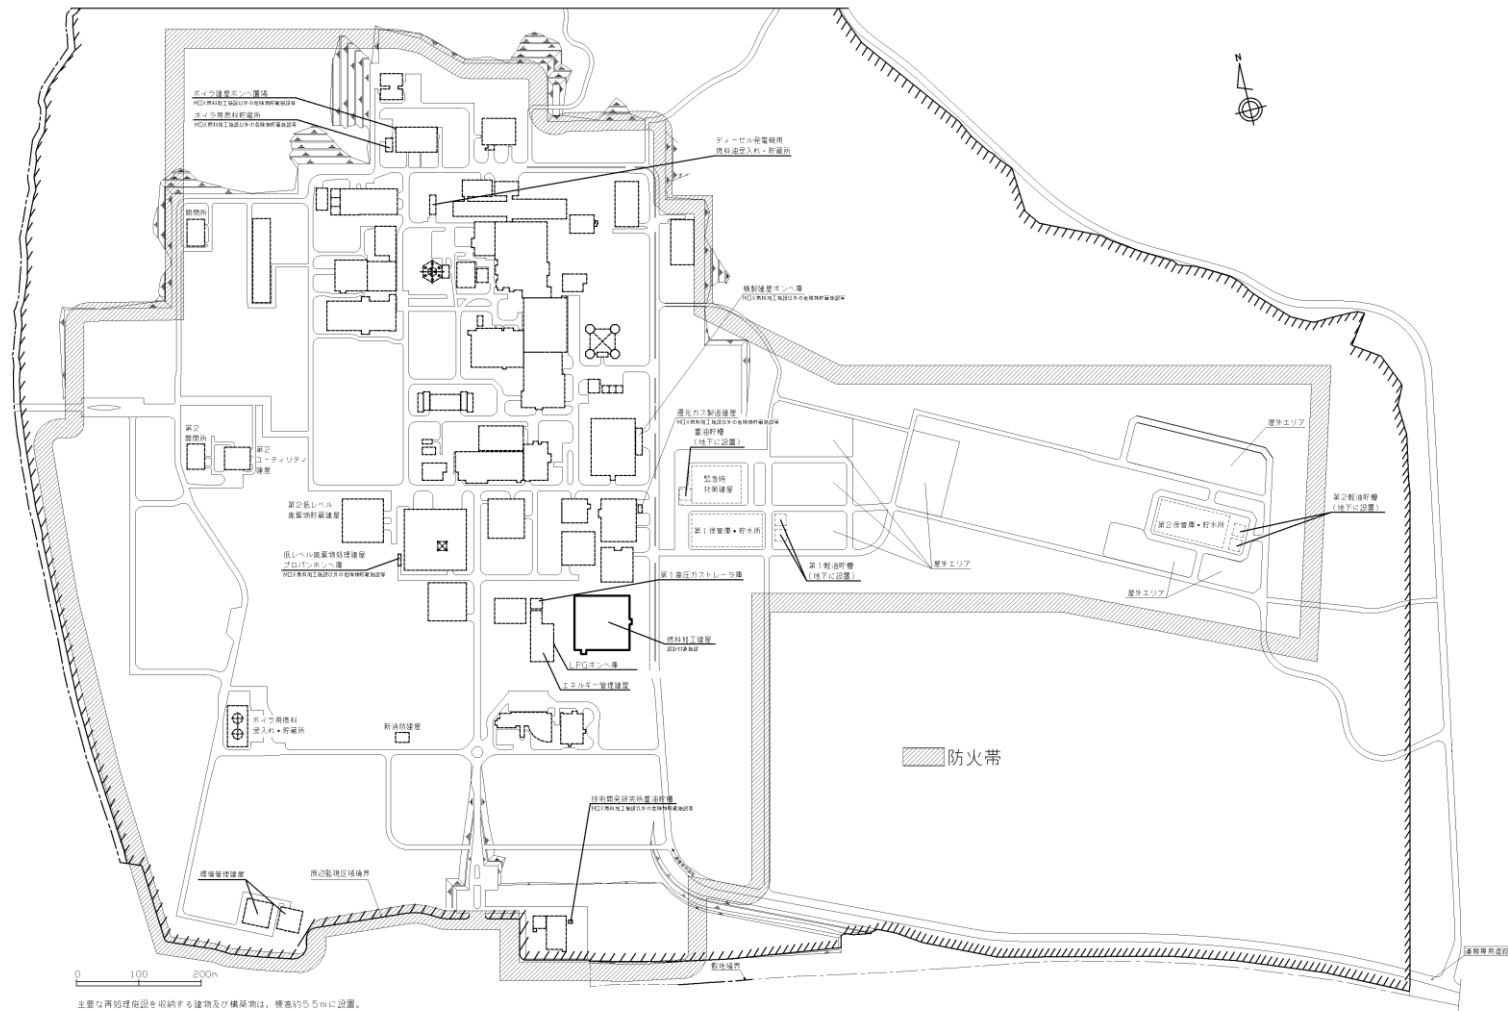 N
ボイラ建屋ボンベ置場
MOX燃料加工施設以外の危険物貯蔵施設等
ボイラ用燃料貯蔵所
MOX燃料加工施設以外の危険物貯蔵施設等
ディーゼル発電機用
燃料油受入れ・貯蔵所
開閉所
精製建屋ボンベ庫
MOX燃料加工施設以外の危険物貯蔵施設等
還元ガス製造建屋
MOX燃料加工施設以外の危険物貯蔵施設等
重油貯槽
(地下に設置)
屋外エリア
第2
開閉所
第2
ユーティリティ
建屋
緊急時
対策建屋
第2軽油貯槽
(地下に設置)
第2低レベル
廃棄物貯蔵建屋
第1保管庫・貯水所
第2保管庫・貯水所
低レベル廃棄物処理建屋
プロパンボンベ庫
MOX燃料加工施設以外の危険物貯蔵施設等
第1軽油貯槽
(地下に設置)
屋外エリア
第1高圧ガストレーラ庫
屋外エリア
燃料加工建屋
設計対象施設
LPGボンベ庫
エネルギー管理建屋
ボイラ用燃料
受入れ・貯蔵所
新消防建屋
防火帯
技術開発研究所重油貯槽
MOX燃料加工施設以外の危険物貯蔵施設等
環境管理建屋
周辺監視区域境界
敷地境界
運搬専用道路
0 100 200m
主要な再処理施設を収納する建物及び構築物は、標高約55mに設置。